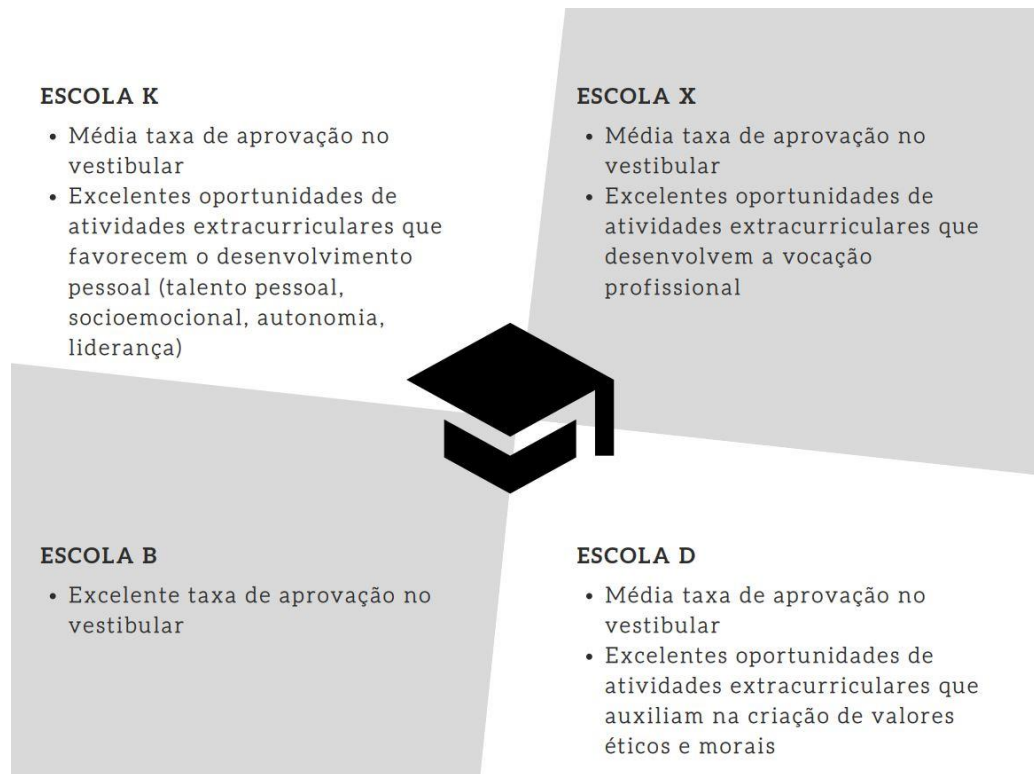 ESCOLA K
• Média taxa de aprovação no
vestibular
• Excelentes oportunidades de
atividades extracurriculares que
favorecem o desenvolvimento
pessoal (talento pessoal,
socioemocional, autonomia,
liderança)
ESCOLA X
• Média taxa de aprovação no
vestibular
• Excelentes oportunidades de
atividades extracurriculares que
desenvolvem a vocação
profissional
ESCOLA B
• Excelente taxa de aprovação no
vestibular
ESCOLA D
• Média taxa de aprovação no
vestibular
• Excelentes oportunidades de
atividades extracurriculares que
auxiliam na criação de valores
éticos e morais